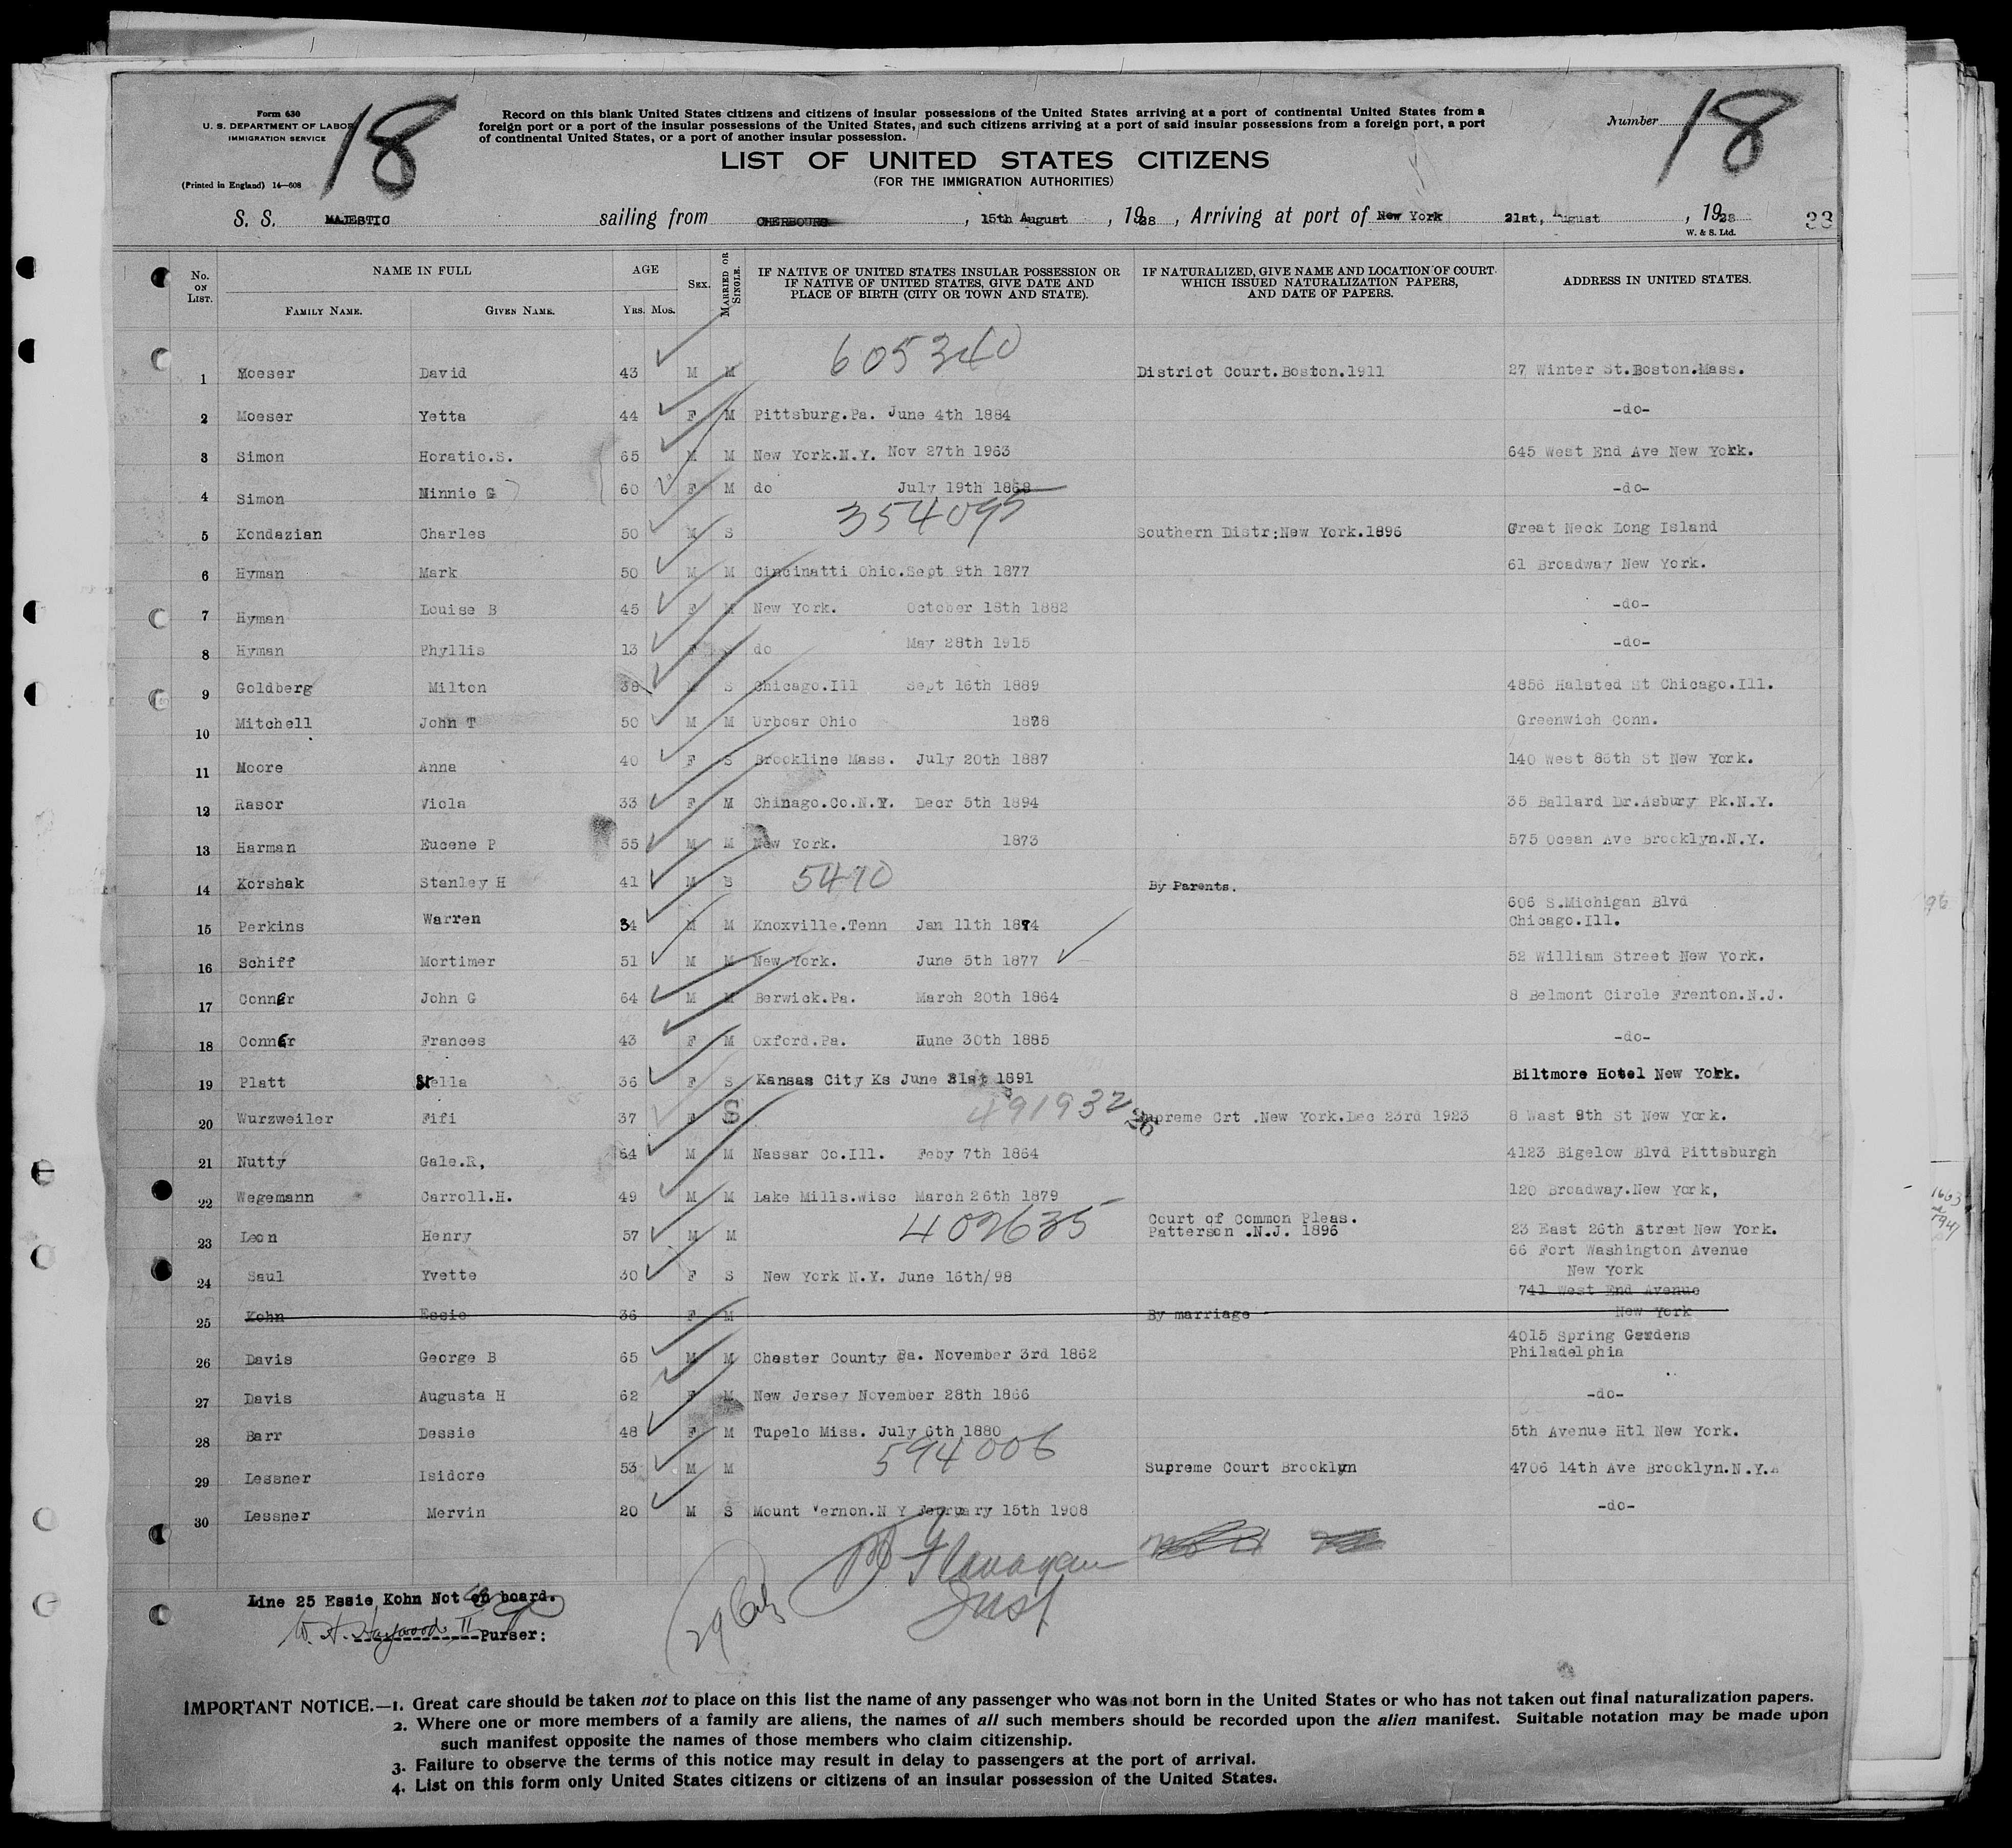 18
18
Form 630
U. S. DEPARTMENT OF LABOR
IMMIGRATION SERVICE
(Printed in England) 14—608
Record on this blank United States citizens and citizens of insular possessions of the United States arriving at a port of continental United States from a
foreign port or a port of the insular possessions of the United States, and such citizens arriving at a port of said insular possessions from a foreign port, a port
of continental United States, or a port of another insular possession.
Number
LIST OF UNITED STATES CITIZENS
(FOR THE IMMIGRATION AUTHORITIES)
S. S. MAJESTIC sailing from CHERBOURG, 15th August, 1928, Arriving at port of New York 21st, August, 1928
W. & S. Ltd.
33
No. ON LIST. NAME IN FULL FAMILY NAME. GIVEN NAME. AGE YRS. MOS. SEX. MARRIED OR SINGLE. IF NATIVE OF UNITED STATES INSULAR POSSESSION OR IF NATIVE OF UNITED STATES, GIVE DATE AND PLACE OF BIRTH (CITY OR TOWN AND STATE). IF NATURALIZED, GIVE NAME AND LOCATION OF COURT WHICH ISSUED NATURALIZATION PAPERS, AND DATE OF PAPERS. ADDRESS IN UNITED STATES.
1 Moeser David 43 M M 605340 District Court.Boston.1911 27 Winter St.Boston.Mass.
2 Moeser Yetta 44 F M Pittsburg.Pa. June 4th 1884 -do-
3 Simon Horatio.S. 65 M M New York.N.Y. Nov 27th 1963 645 West End Ave New York.
4 Simon Minnie G 60 F M do July 19th 1868 -do-
5 Kondazian Charles 50 M S 354095 Southern Distr:New York.1896 Great Neck Long Island
6 Hyman Mark 50 M M Cincinatti Ohio.Sept 9th 1877 61 Broadway New York.
7 Hyman Louise B 45 F M New York. October 18th 1882 -do-
8 Hyman Phyllis 13 F S do May 28th 1915 -do-
9 Goldberg Milton 38 M S Chicago.Ill Sept 16th 1889 4856 Halsted St Chicago.Ill.
10 Mitchell John T 50 M M Urboar Ohio 1878 Greenwich Conn.
11 Moore Anna 40 F S Brookline Mass. July 20th 1887 140 West 86th St New York.
12 Rasor Viola 33 F M Chinago.Co.N.Y. Decr 5th 1894 35 Ballard Dr.Asbury Pk.N.Y.
13 Harman Eucene P 55 M M New York. 1873 575 Ocean Ave Brooklyn.N.Y.
14 Korshak Stanley H 41 M S 5470 By Parents.
606 S.Michigan Blvd
15 Perkins Warren 34 M M Knoxville.Tenn Jan 11th 1894 Chicago.Ill.
16 Schiff Mortimer 51 M M New York. June 5th 1877 52 William Street New York.
17 Conner John G 64 M M Berwick.Pa. March 20th 1864 8 Belmont Circle Frenton.N.J.
18 Conner Frances 43 F M Oxford.Pa. Hune 30th 1885 -do-
19 Platt Stella 36 F S Kansas City Ks June 31st 1891 Biltmore Hotel New York.
20 Wurzweiler Fifi 37 F S 491932 Supreme Crt .New York.Dec 23rd 1923 8 Wast 9th St New York.
21 Nutty Gale.R, 64 M M Nassar Co.Ill. Feby 7th 1864 4123 Bigelow Blvd Pittsburgh
22 Wegemann Carroll.H. 49 M M Lake Mills.Wisc March 26th 1879 120 Broadway.New York,
Court of Common Pleas.
23 Leon Henry 57 M M 402635 Patterson .N.J. 1896 23 East 26th Street New York.
66 Fort Washington Avenue
24 Saul Yvette 30 F S New York N.Y. June 16th/98 New York
741 West End Avenue
25 Kohn Essie 36 F M By marriage New York
4015 Spring Gardens
26 Davis George B 65 M M Chester County Pa. November 3rd 1862 Philadelphia
27 Davis Augusta H 62 F M New Jersey November 28th 1866 -do-
28 Barr Dessie 48 F M Tupelo Miss. July 6th 1880 5th Avenue Htl New York.
29 Lessner Isidore 53 M M 594006 Supreme Court Brooklyn 4706 14th Ave Brooklyn.N.Y.
30 Lessner Mervin 20 M S Mount Vernon.N Y February 15th 1908 -do-
Flanagan
Insp
Line 25 Essie Kohn Not on board.
W. H. Haywood II Purser:
IMPORTANT NOTICE.—1. Great care should be taken not to place on this list the name of any passenger who was not born in the United States or who has not taken out final naturalization papers.
2. Where one or more members of a family are aliens, the names of all such members should be recorded upon the alien manifest. Suitable notation may be made upon
such manifest opposite the names of those members who claim citizenship.
3. Failure to observe the terms of this notice may result in delay to passengers at the port of arrival.
4. List on this form only United States citizens or citizens of an insular possession of the United States.